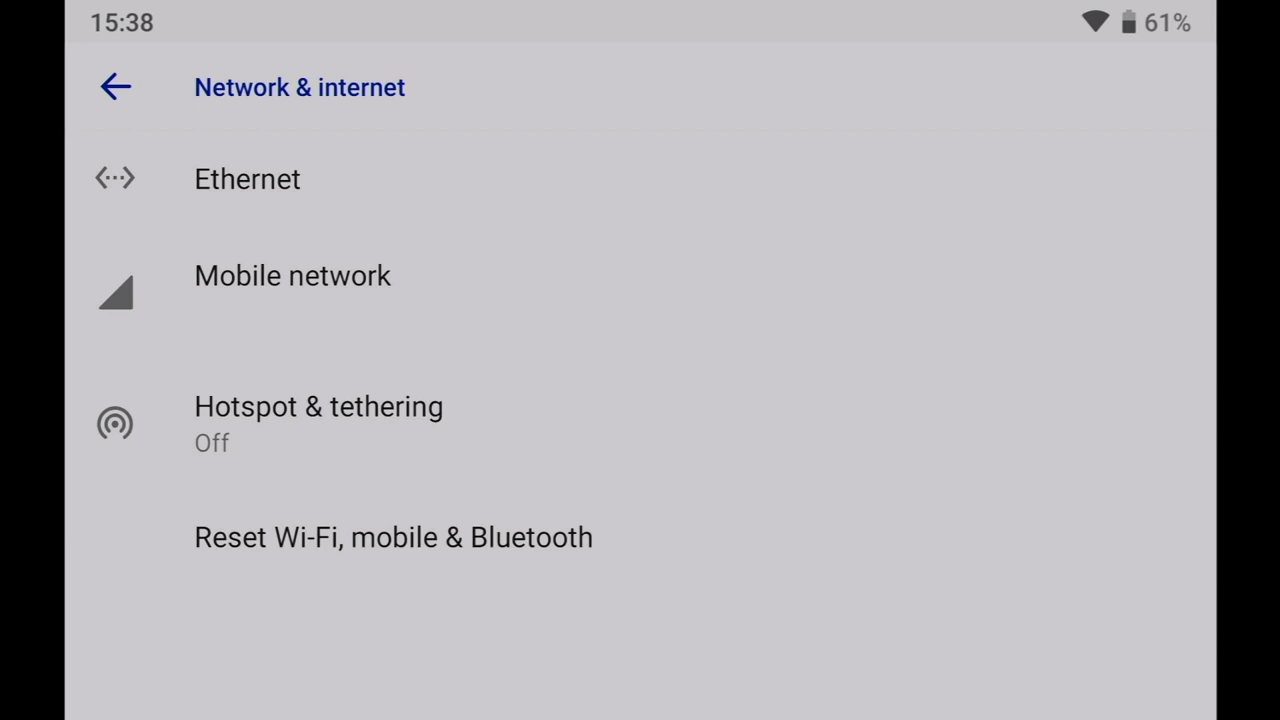 15:38
61%
Network & internet
Ethernet
Mobile network
Hotspot & tethering
Off
Reset Wi-Fi, mobile & Bluetooth